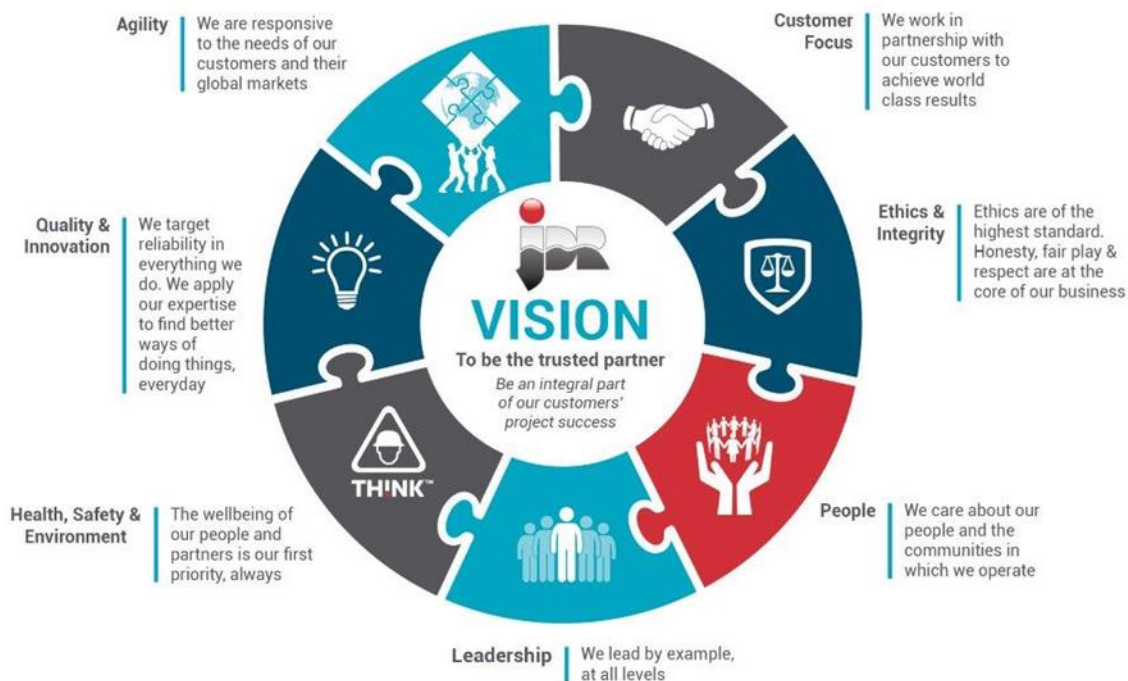 Agility
We are responsive
to the needs of our
customers and their
global markets
Customer
Focus
We work in
partnership with
our customers to
achieve world
class results
Quality &
Innovation
We target
reliability in
everything we
do. We apply
our expertise
to find better
ways of
doing things,
everyday
jDR
VISION
To be the trusted partner
Be an integral part
of our customers'
project success
Ethics &
Integrity
Ethics are of the
highest standard.
Honesty, fair play &
respect are at the
core of our business
Health, Safety &
Environment
The wellbeing of
our people and
partners is our first
priority, always
TH!NK™
People
We care about our
people and the
communities in
which we operate
Leadership
We lead by example,
at all levels